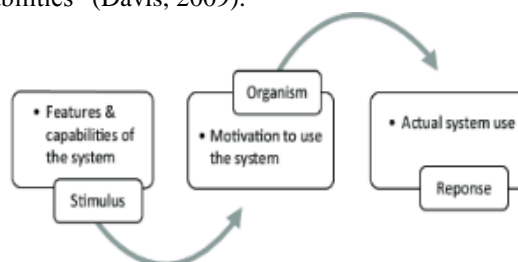 abilities" (Davis, 2009).
• Features &
capabilities of
the system
Stimulus
Organism
• Motivation to use
the system
• Actual system use
Reponse